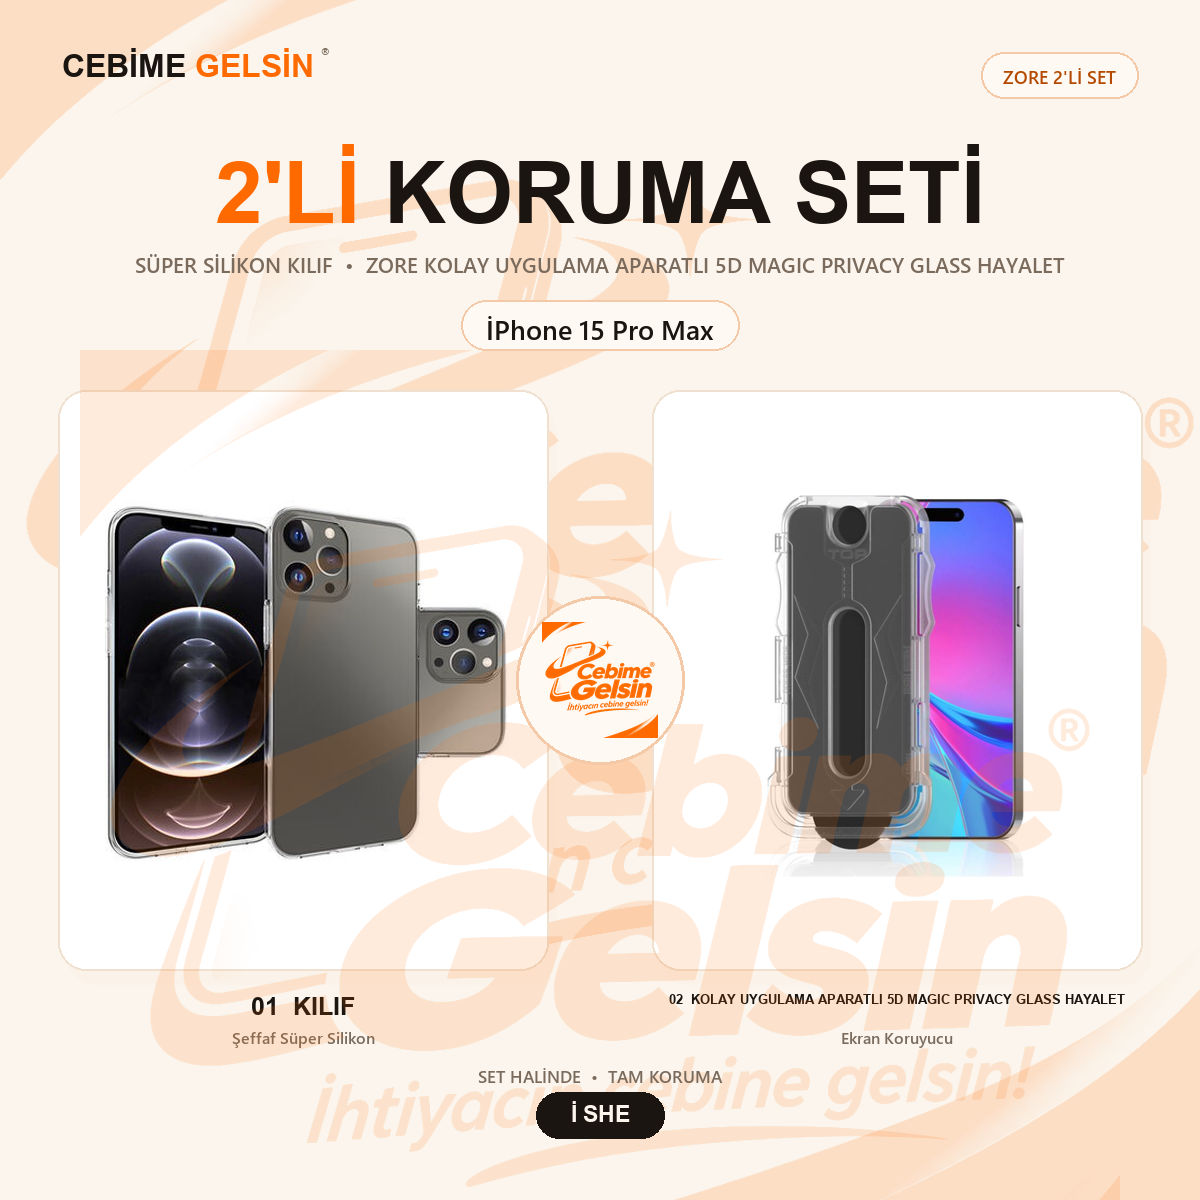 CEBİME GELSİN ®
ZORE 2'Lİ SET
2'Lİ KORUMA SETİ
SÜPER SİLİKON KILIF • ZORE KOLAY UYGULAMA APARATLI 5D MAGIC PRIVACY GLASS HAYALET
İPhone 15 Pro Max
®
TOP
Cebime®
Gelsin
İhtiyacın cebine gelsin!
Cebime®
Gelsin
01 KILIF
Şeffaf Süper Silikon
02 KOLAY UYGULAMA APARATLI 5D MAGIC PRIVACY GLASS HAYALET
Ekran Koruyucu
İhtiyacın cebine gelsin!
SET HALİNDE • TAM KORUMA
İ SHE